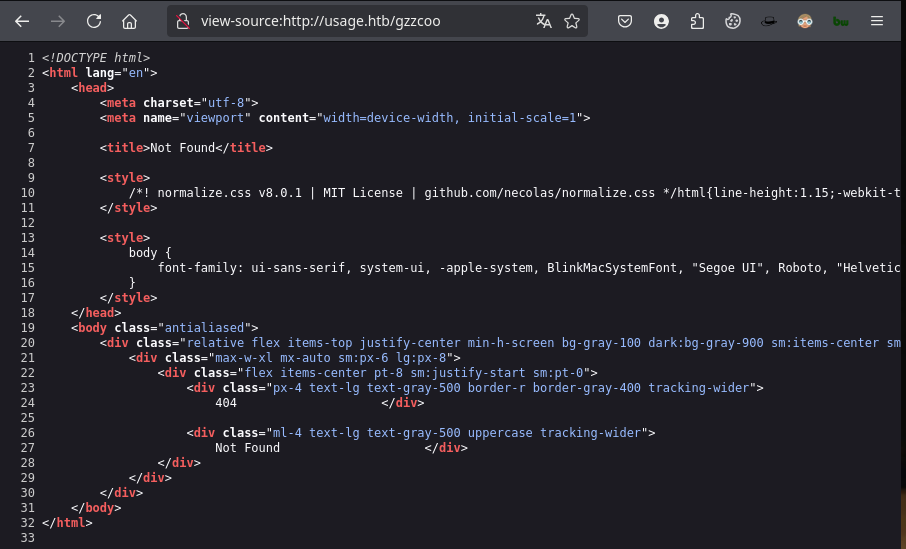 view-source:http://usage.htb/gzzcoo
bw
1 <!DOCTYPE html>
2 <html lang="en">
3 <head>
4 <meta charset="utf-8">
5 <meta name="viewport" content="width=device-width, initial-scale=1">
6
7 <title>Not Found</title>
8
9 <style>
10 /*! normalize.css v8.0.1 | MIT License | github.com/necolas/normalize.css */html{line-height:1.15;-webkit-t
11 </style>
12
13 <style>
14 body {
15 font-family: ui-sans-serif, system-ui, -apple-system, BlinkMacSystemFont, "Segoe UI", Roboto, "Helvetic
16 }
17 </style>
18 </head>
19 <body class="antialiased">
20 <div class="relative flex items-top justify-center min-h-screen bg-gray-100 dark:bg-gray-900 sm:items-center sm
21 <div class="max-w-xl mx-auto sm:px-6 lg:px-8">
22 <div class="flex items-center pt-8 sm:justify-start sm:pt-0">
23 <div class="px-4 text-lg text-gray-500 border-r border-gray-400 tracking-wider">
24 404 </div>
25
26 <div class="ml-4 text-lg text-gray-500 uppercase tracking-wider">
27 Not Found </div>
28 </div>
29 </div>
30 </div>
31 </body>
32 </html>
33